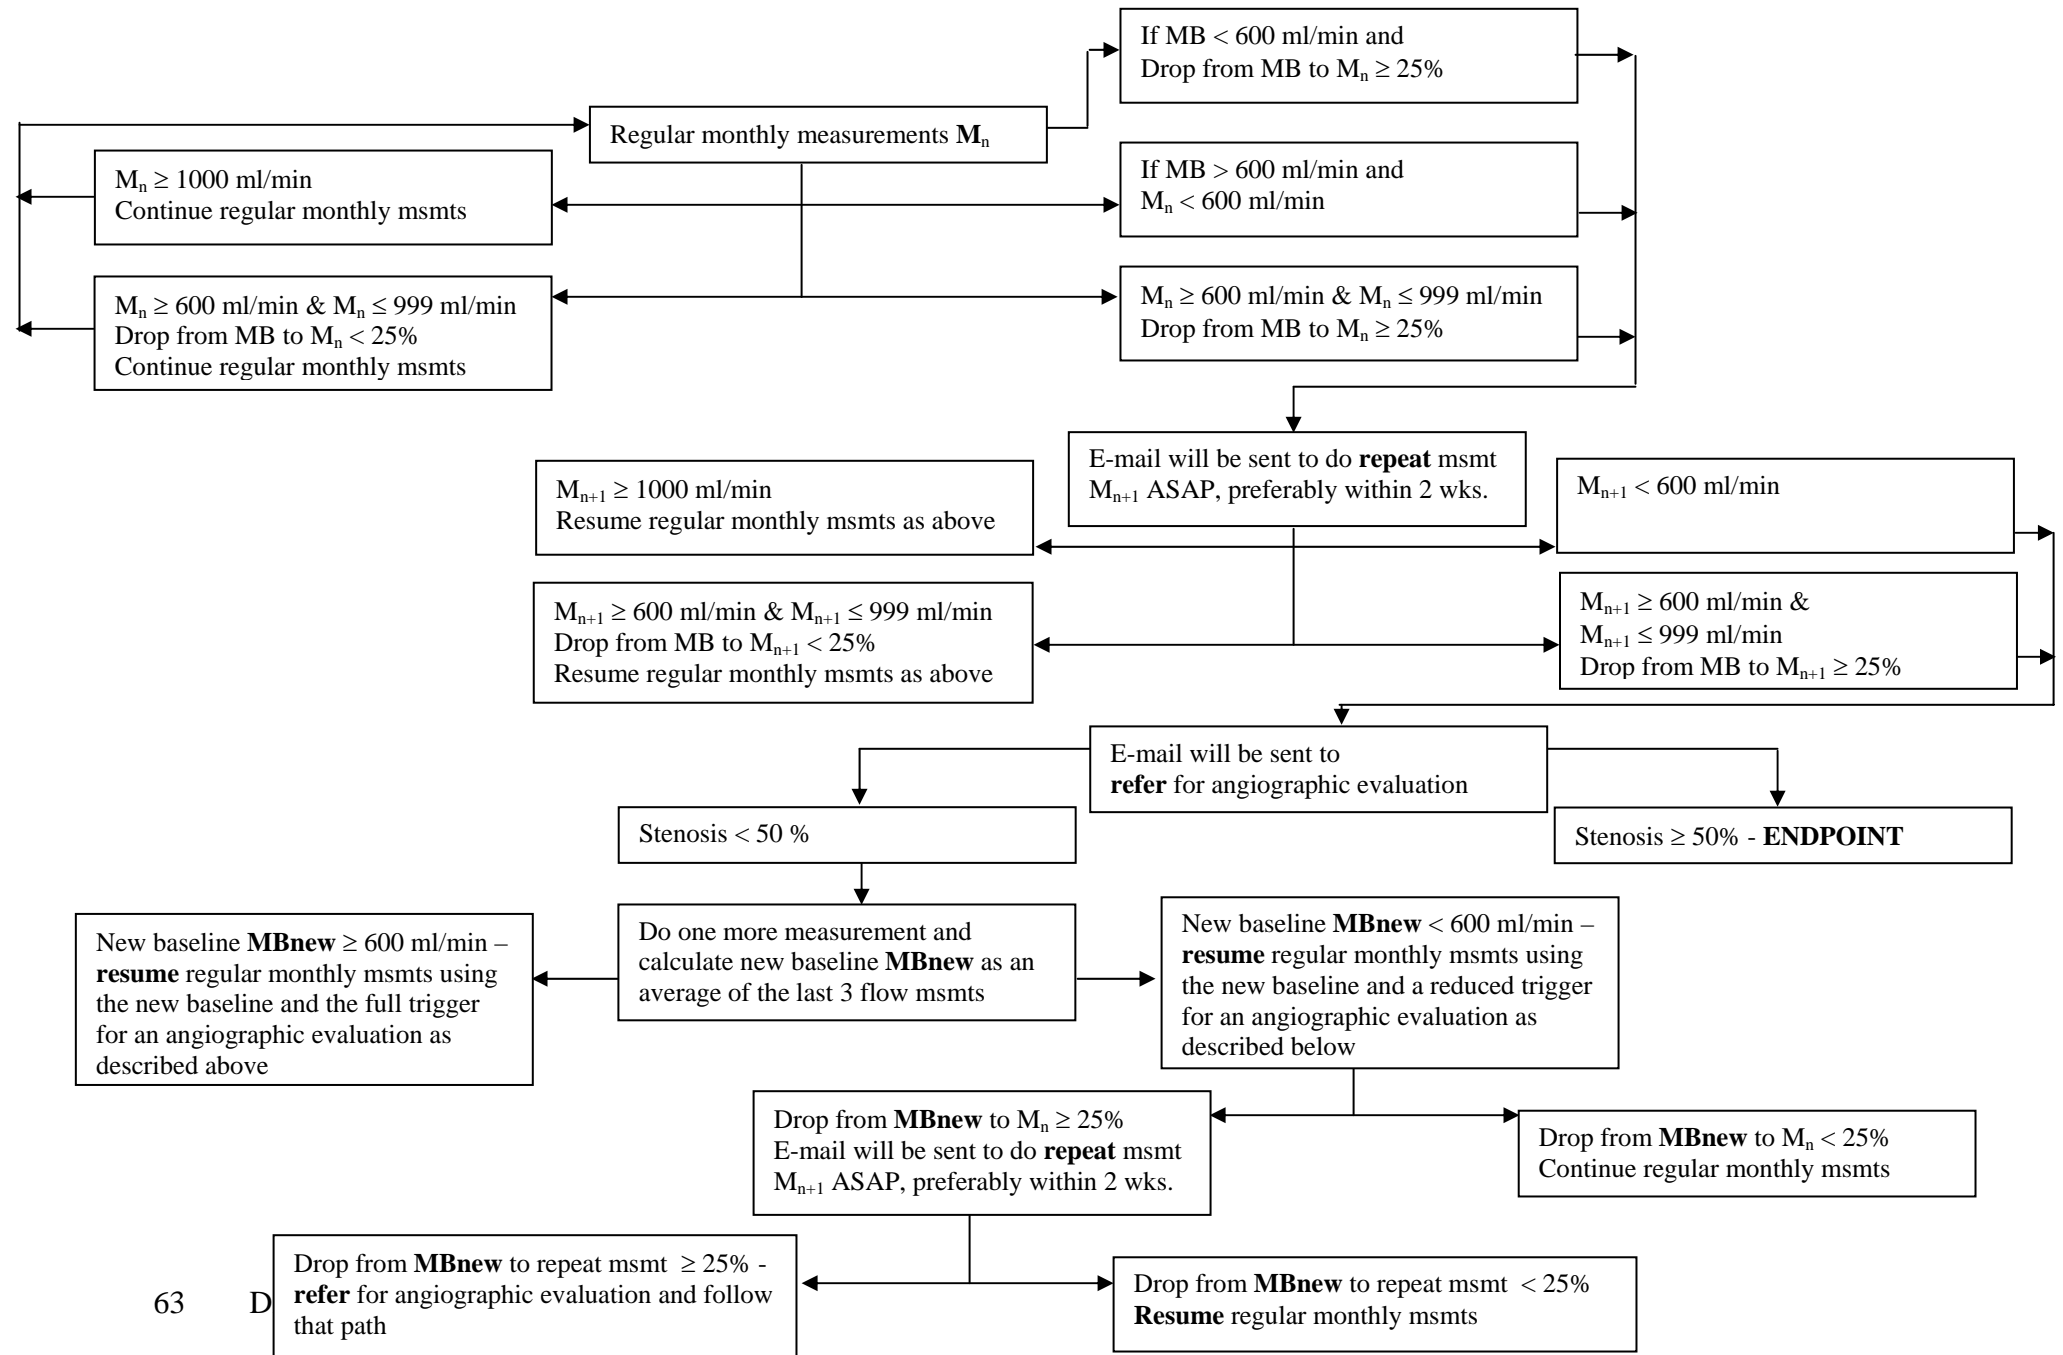 If MB < 600 ml/min and
Drop from MB to Mn ≥ 25%
Regular monthly measurements Mn
Mn ≥ 1000 ml/min
Continue regular monthly msmts
If MB > 600 ml/min and
Mn < 600 ml/min
Mn ≥ 600 ml/min & Mn ≤ 999 ml/min
Drop from MB to Mn < 25%
Continue regular monthly msmts
Mn ≥ 600 ml/min & Mn ≤ 999 ml/min
Drop from MB to Mn ≥ 25%
E-mail will be sent to do repeat msmt
Mn+1 ASAP, preferably within 2 wks.
Mn+1 ≥ 1000 ml/min
Resume regular monthly msmts as above
Mn+1 < 600 ml/min
Mn+1 ≥ 600 ml/min & Mn+1 ≤ 999 ml/min
Drop from MB to Mn+1 < 25%
Resume regular monthly msmts as above
Mn+1 ≥ 600 ml/min &
Mn+1 ≤ 999 ml/min
Drop from MB to Mn+1 ≥ 25%
E-mail will be sent to
refer for angiographic evaluation
Stenosis < 50 %
Stenosis ≥ 50% - ENDPOINT
New baseline MBnew ≥ 600 ml/min –
resume regular monthly msmts using
the new baseline and the full trigger
for an angiographic evaluation as
described above
Do one more measurement and
calculate new baseline MBnew as an
average of the last 3 flow msmts
New baseline MBnew < 600 ml/min –
resume regular monthly msmts using
the new baseline and a reduced trigger
for an angiographic evaluation as
described below
Drop from MBnew to Mn ≥ 25%
E-mail will be sent to do repeat msmt
Mn+1 ASAP, preferably within 2 wks.
Drop from MBnew to Mn < 25%
Continue regular monthly msmts
Drop from MBnew to repeat msmt ≥ 25% -
refer for angiographic evaluation and follow
that path
Drop from MBnew to repeat msmt < 25%
Resume regular monthly msmts
63 D